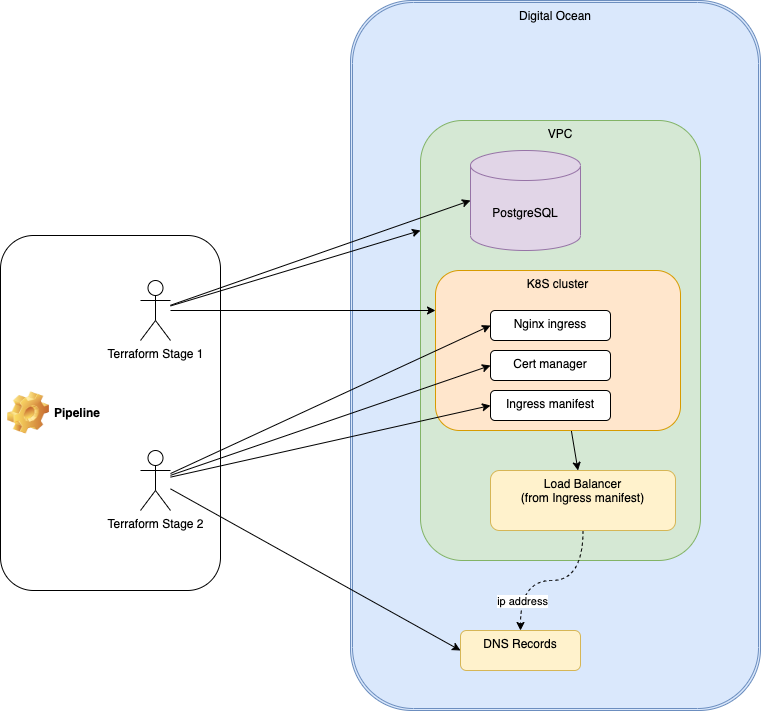 Digital Ocean
VPC
PostgreSQL
K8S cluster
Nginx ingress
Cert manager
Ingress manifest
Terraform Stage 1
Pipeline
Terraform Stage 2
Load Balancer
(from Ingress manifest)
ip address
DNS Records